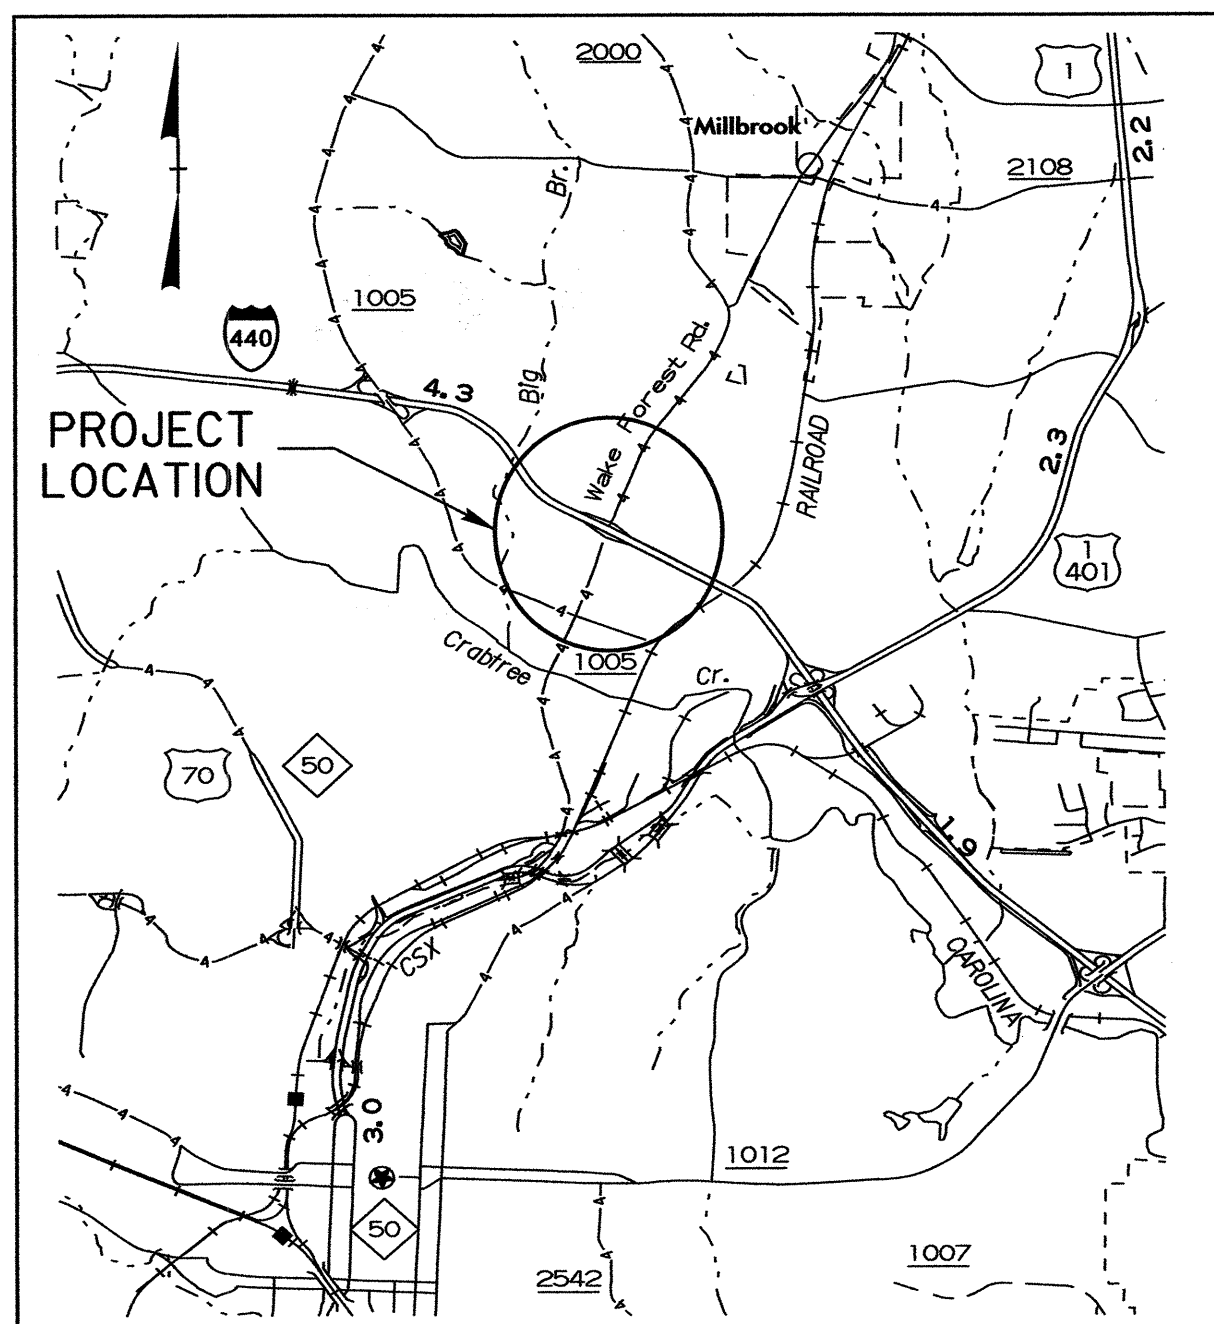 2000
1
2.2
Millbrook
2108
Br.
1005
440
4.3
Big
Wake Forest Rd.
PROJECT
LOCATION
RAILROAD
2.3
1
401
Crabtree
1005
Cr.
70
50
1.9
CSX
CAROLINA
3.0
1012
50
2542
1007